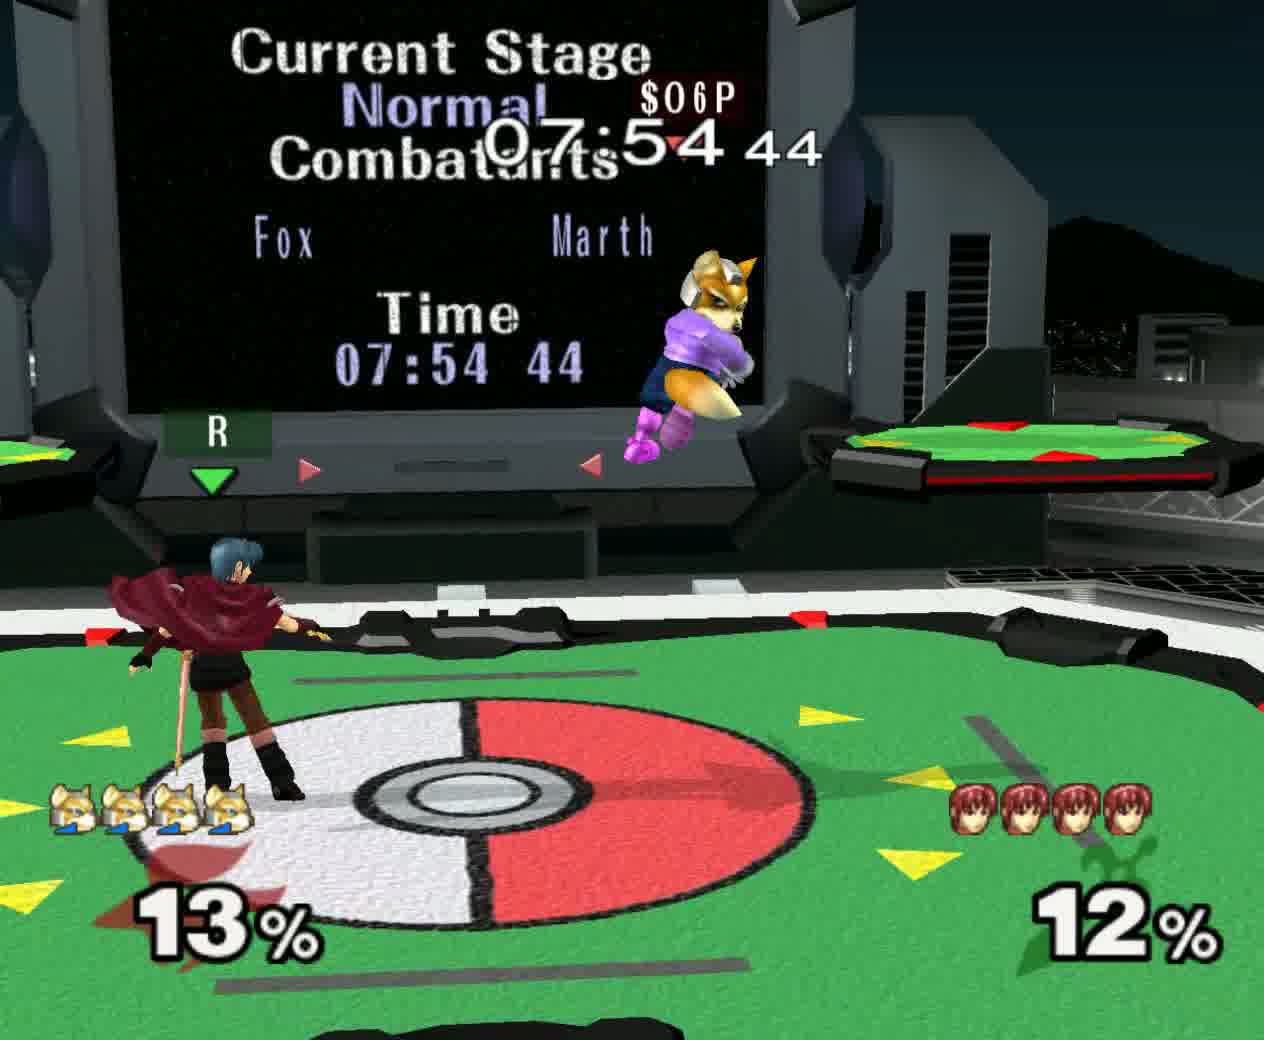 Current Stage
Normal
$06P
07:54 44
Combatants
Fox Marth
Time
07:54 44
R
13%
12%